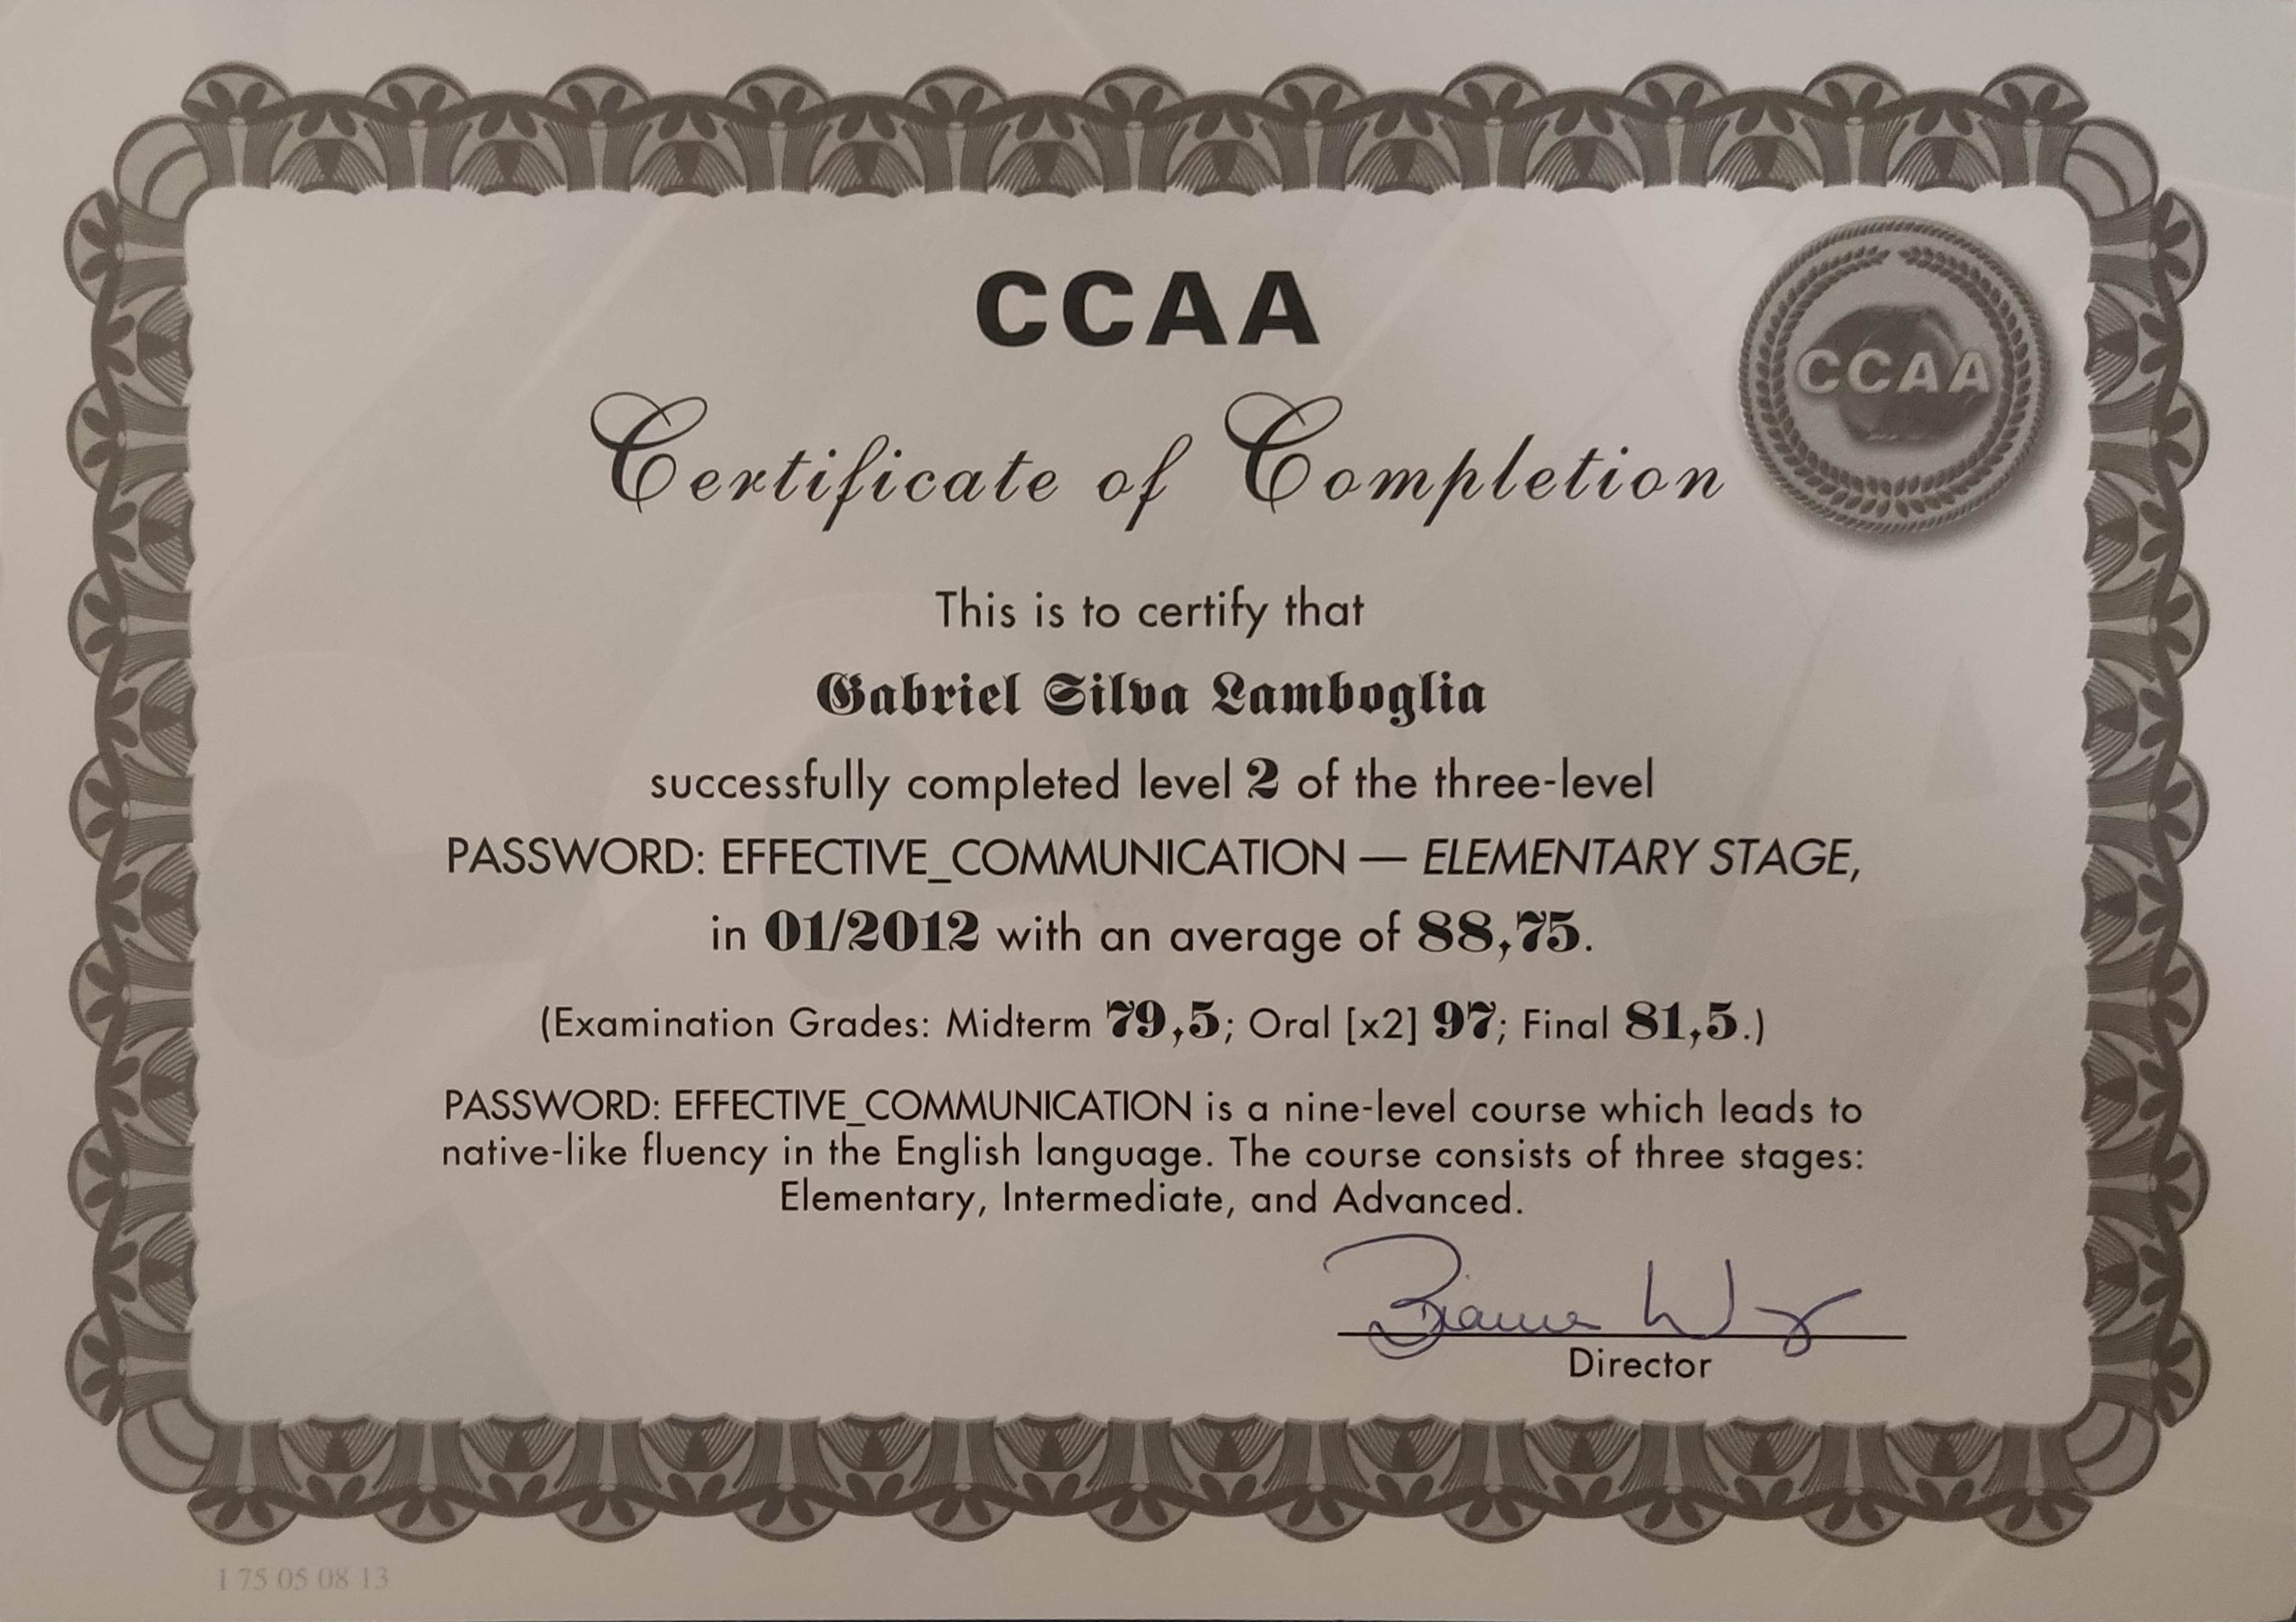 CCAA
CCAA
Certificate of Completion
This is to certify that
Gabriel Silva Lamboglia
successfully completed level 2 of the three-level
PASSWORD: EFFECTIVE_COMMUNICATION — ELEMENTARY STAGE,
in 01/2012 with an average of 88,75.
(Examination Grades: Midterm 79,5; Oral [x2] 97; Final 81,5.)
PASSWORD: EFFECTIVE_COMMUNICATION is a nine-level course which leads to
native-like fluency in the English language. The course consists of three stages:
Elementary, Intermediate, and Advanced.
Director
1 75 05 08 13